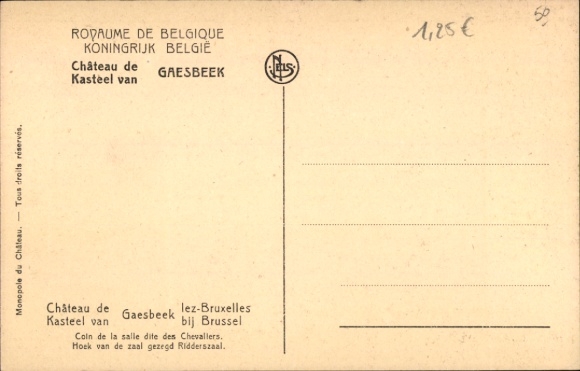 ROYAUME DE BELGIQUE
KONINGRIJK BELGIË
Château de
Kasteel van GAESBEEK
NELS
1,25 €
50
Monopole du Château. — Tous droits réservés.
Château de Gaesbeek lez-Bruxelles
Kasteel van bij Brussel
Coin de la salle dite des Chevaliers.
Hoek van de zaal gezegd Ridderszaal.